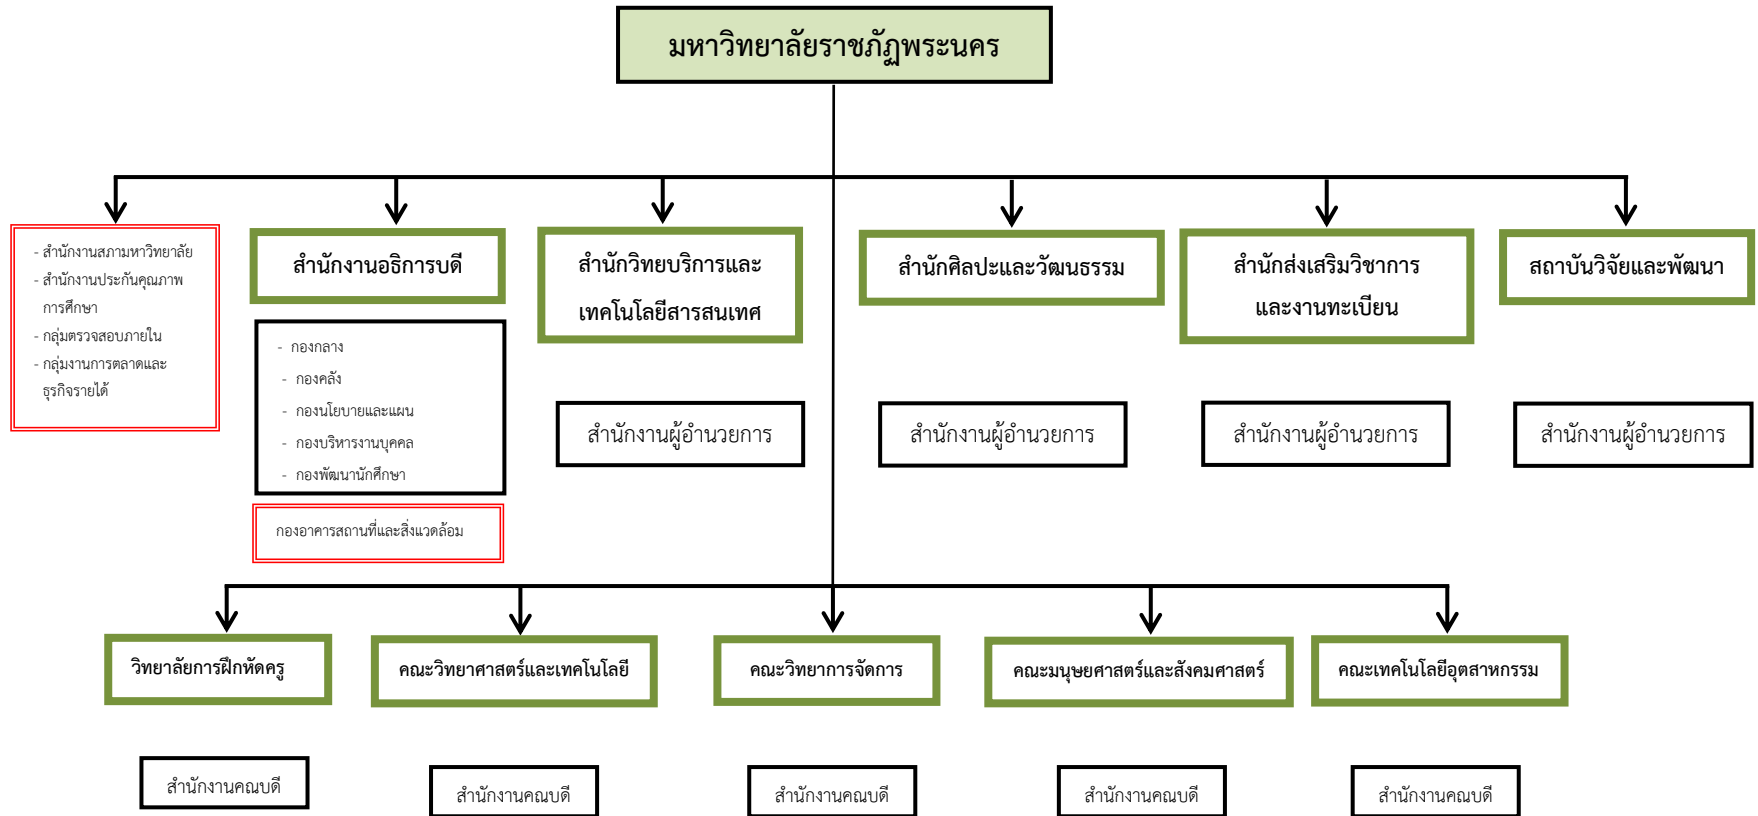 มหาวิทยาลัยราชภัฏพระนคร
- สำนักงานสภามหาวิทยาลัย
- สำนักงานประกันคุณภาพ
การศึกษา
- กลุ่มตรวจสอบภายใน
- กลุ่มงานการตลาดและ
ธุรกิจรายได้
สำนักงานอธิการบดี
- กองกลาง
- กองคลัง
- กองนโยบายและแผน
- กองบริหารงานบุคคล
- กองพัฒนานักศึกษา
กองอาคารสถานที่และสิ่งแวดล้อม
สำนักวิทยบริการและ
เทคโนโลยีสารสนเทศ
สำนักงานผู้อำนวยการ
สำนักศิลปะและวัฒนธรรม
สำนักงานผู้อำนวยการ
สำนักส่งเสริมวิชาการ
และงานทะเบียน
สำนักงานผู้อำนวยการ
สถาบันวิจัยและพัฒนา
สำนักงานผู้อำนวยการ
วิทยาลัยการฝึกหัดครู
คณะวิทยาศาสตร์และเทคโนโลยี
คณะวิทยาการจัดการ
คณะมนุษยศาสตร์และสังคมศาสตร์
คณะเทคโนโลยีอุตสาหกรรม
สำนักงานคณบดี
สำนักงานคณบดี
สำนักงานคณบดี
สำนักงานคณบดี
สำนักงานคณบดี